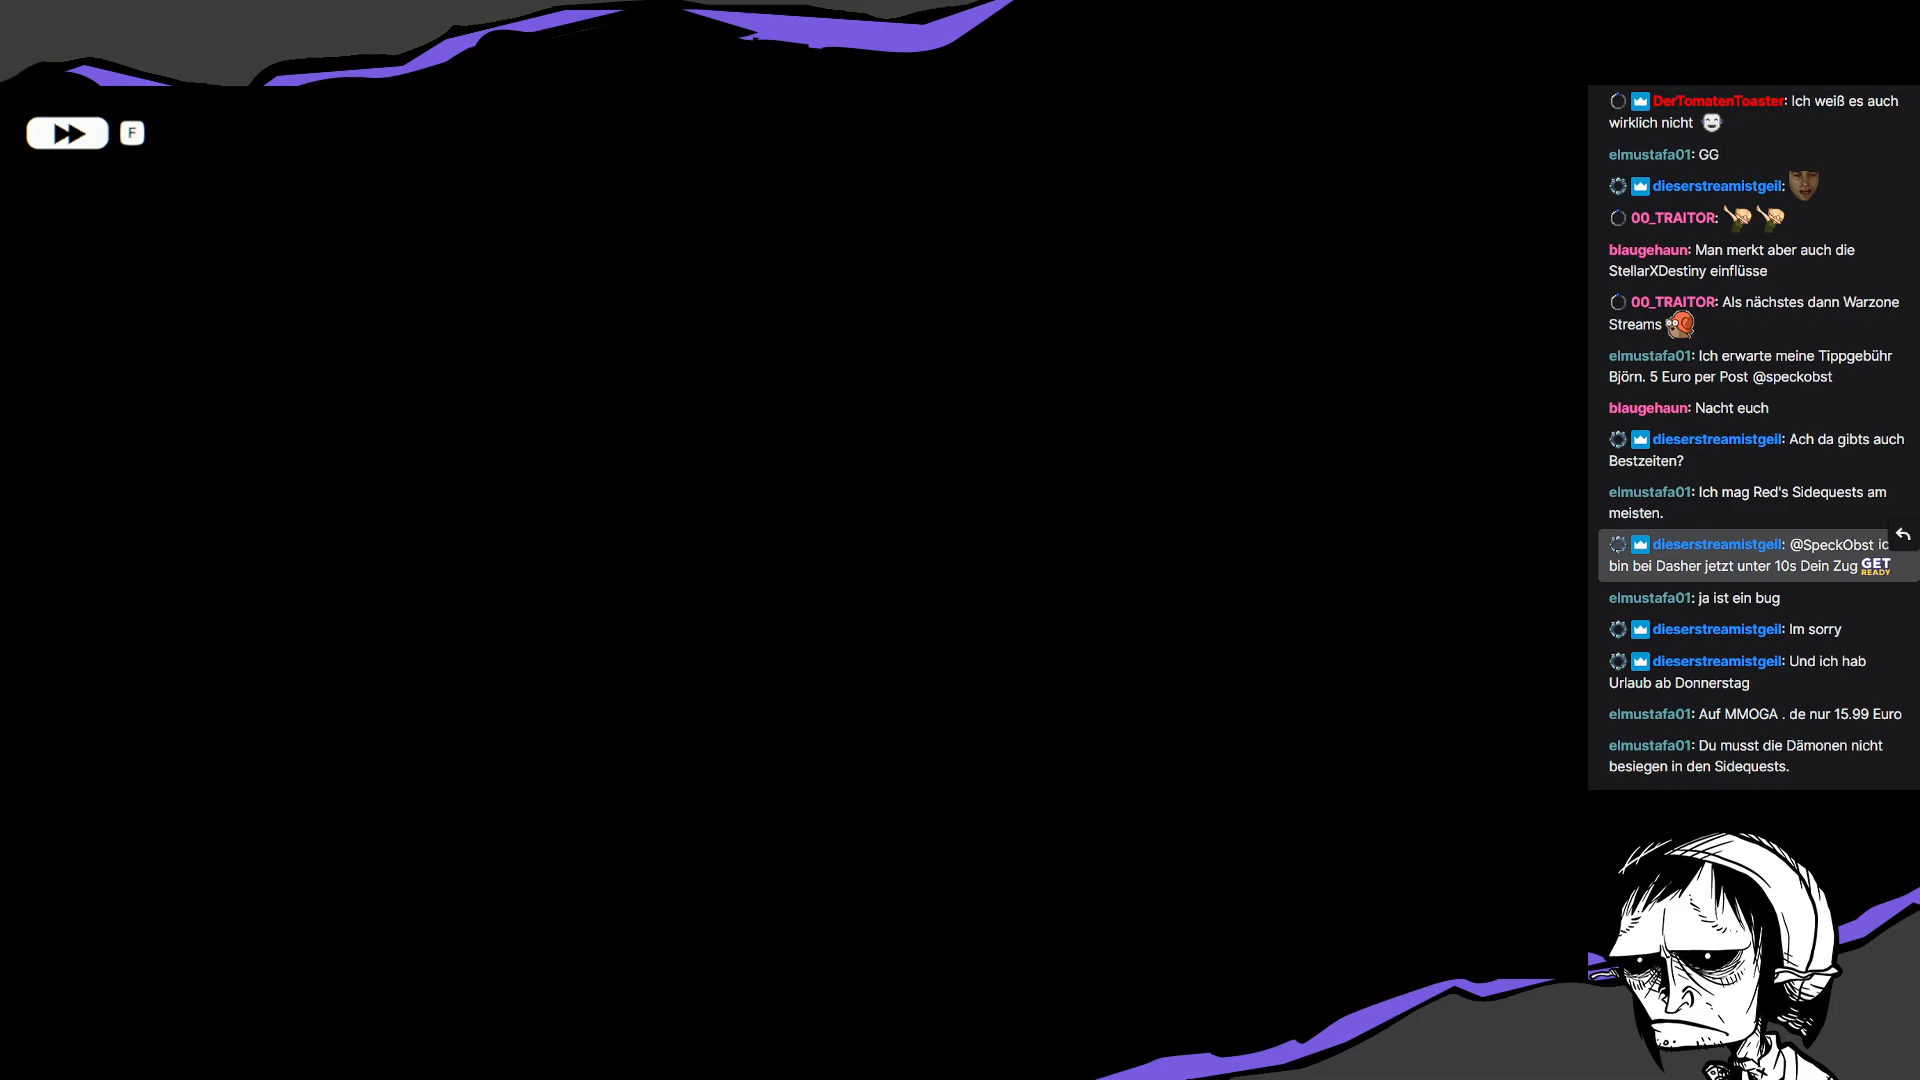 F
DerTomatenToaster: Ich weiß es auch
wirklich nicht
elmustafa01: GG
dieserstreamistgeil:
00_TRAITOR:
blaugehaun: Man merkt aber auch die
StellarXDestiny einflüsse
00_TRAITOR: Als nächstes dann Warzone
Streams
elmustafa01: Ich erwarte meine Tippgebühr
Björn. 5 Euro per Post @speckobst
blaugehaun: Nacht euch
dieserstreamistgeil: Ach da gibts auch
Bestzeiten?
elmustafa01: Ich mag Red's Sidequests am
meisten.
dieserstreamistgeil: @SpeckObst ic
bin bei Dasher jetzt unter 10s Dein Zug GET READY
elmustafa01: ja ist ein bug
dieserstreamistgeil: Im sorry
dieserstreamistgeil: Und ich hab
Urlaub ab Donnerstag
elmustafa01: Auf MMOGA . de nur 15.99 Euro
elmustafa01: Du musst die Dämonen nicht
besiegen in den Sidequests.